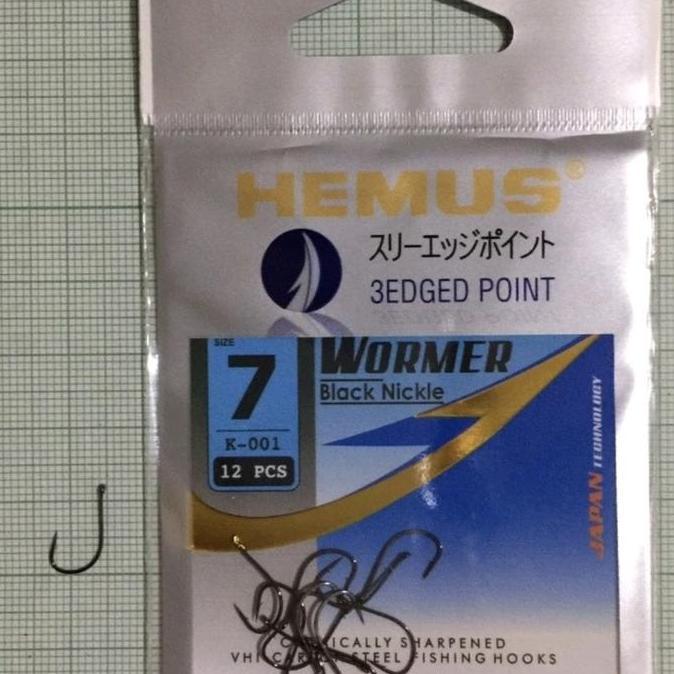 HEMUS®
スリーエッジポイント
3EDGED POINT
SIZE
7
K-001
12 PCS
WORMER
Black Nickle
JAPAN TECHNOLOGY
SHARPENED
STEEL FISHING HOOKS